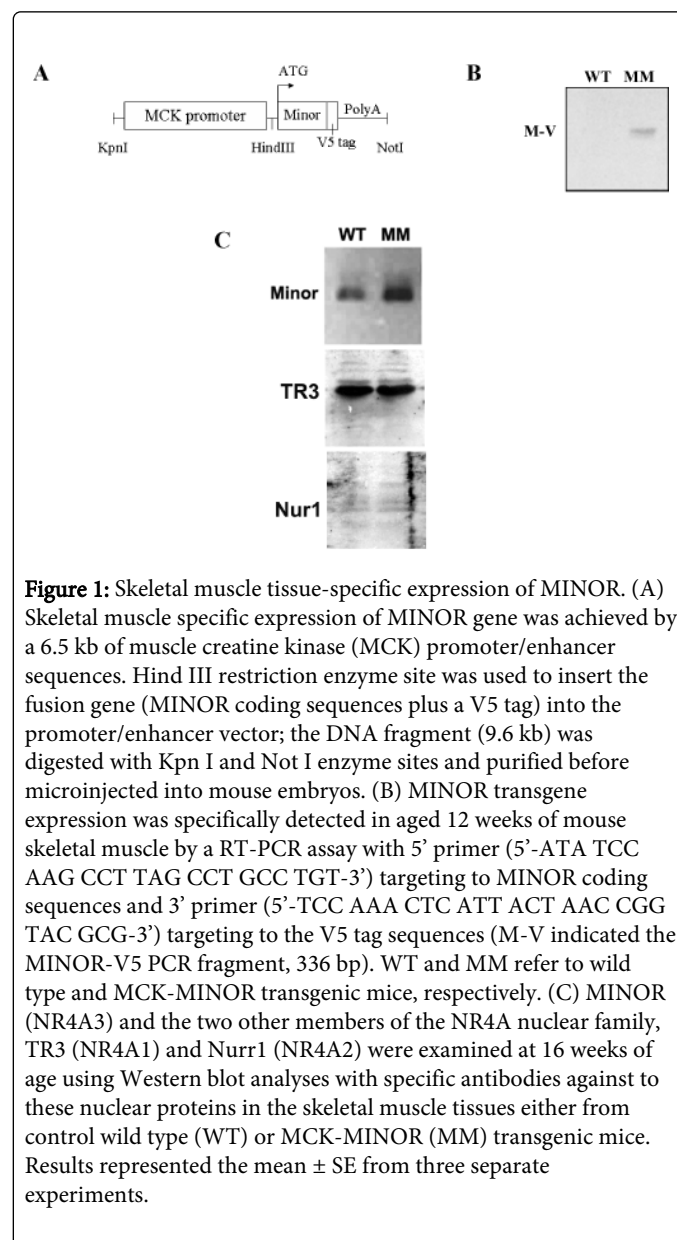 A
ATG
MCK promoter
Minor
PolyA
KpnI
HindIII
V5 tag
NotI
B
WT MM
M-V
C
WT MM
Minor
TR3
Nur1
Figure 1: Skeletal muscle tissue-specific expression of MINOR. (A)
Skeletal muscle specific expression of MINOR gene was achieved by
a 6.5 kb of muscle creatine kinase (MCK) promoter/enhancer
sequences. Hind III restriction enzyme site was used to insert the
fusion gene (MINOR coding sequences plus a V5 tag) into the
promoter/enhancer vector; the DNA fragment (9.6 kb) was
digested with Kpn I and Not I enzyme sites and purified before
microinjected into mouse embryos. (B) MINOR transgene
expression was specifically detected in aged 12 weeks of mouse
skeletal muscle by a RT-PCR assay with 5’ primer (5’-ATA TCC
AAG CCT TAG CCT GCC TGT-3’) targeting to MINOR coding
sequences and 3’ primer (5’-TCC AAA CTC ATT ACT AAC CGG
TAC GCG-3’) targeting to the V5 tag sequences (M-V indicated the
MINOR-V5 PCR fragment, 336 bp). WT and MM refer to wild
type and MCK-MINOR transgenic mice, respectively. (C) MINOR
(NR4A3) and the two other members of the NR4A nuclear family,
TR3 (NR4A1) and Nurr1 (NR4A2) were examined at 16 weeks of
age using Western blot analyses with specific antibodies against to
these nuclear proteins in the skeletal muscle tissues either from
control wild type (WT) or MCK-MINOR (MM) transgenic mice.
Results represented the mean ± SE from three separate
experiments.